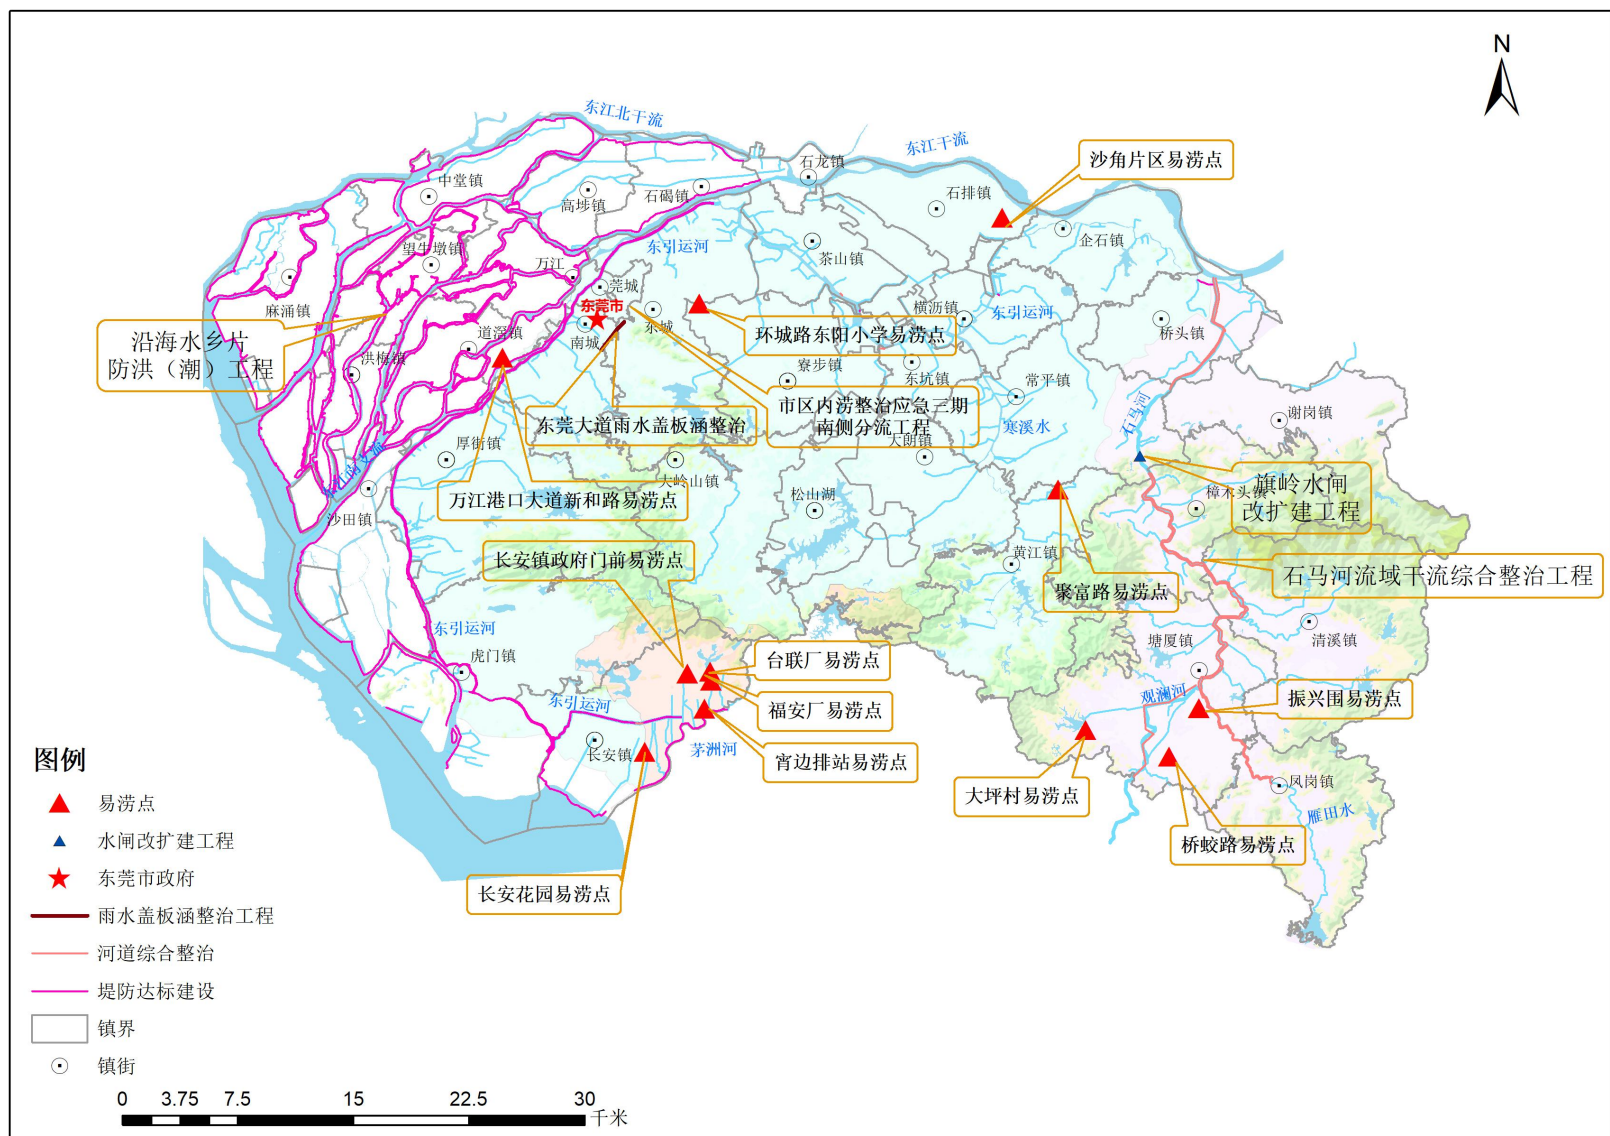 N
东江北干流
东江干流
沙角片区易涝点
石龙镇
中堂镇
高埗镇
石碣镇
石排镇
企石镇
东引运河
茶山镇
望牛墩镇
万江
莞城
麻涌镇
东莞市
东城
横沥镇
东引运河
桥头镇
环城路东阳小学易涝点
沿海水乡片
防洪（潮）工程
道滘镇
南城
洪梅镇
寮步镇
东坑镇
常平镇
石马河
谢岗镇
市区内涝整治应急三期
南侧分流工程
东莞大道雨水盖板涵整治
寒溪水
大朗镇
厚街镇
东江南支流
大岭山镇
万江港口大道新和路易涝点
松山湖
樟木头镇
旗岭水闸
改扩建工程
沙田镇
长安镇政府门前易涝点
黄江镇
石马河流域干流综合整治工程
聚富路易涝点
东引运河
虎门镇
塘厦镇
清溪镇
台联厂易涝点
观澜河
振兴围易涝点
东引运河
福安厂易涝点
长安镇
茅洲河
宵边排站易涝点
大坪村易涝点
凤岗镇
雁田水
桥蛟路易涝点
长安花园易涝点
图例
易涝点
水闸改扩建工程
东莞市政府
雨水盖板涵整治工程
河道综合整治
堤防达标建设
镇界
镇街
0 3.75 7.5 15 22.5 30
千米